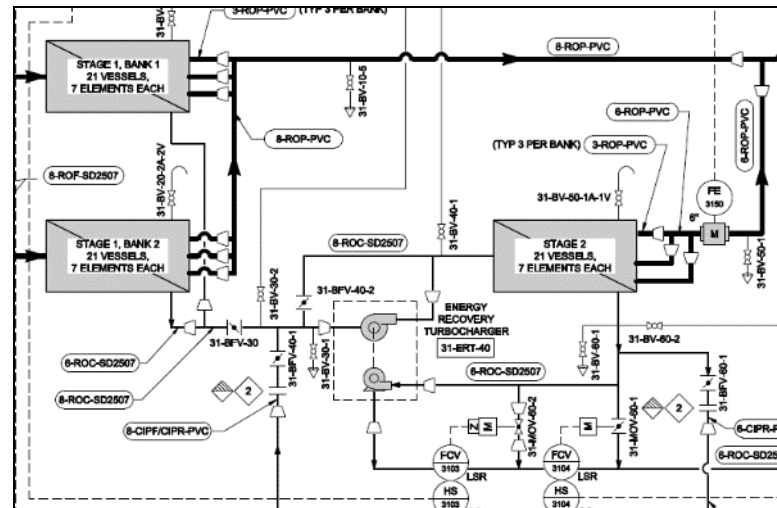 3-ROP-PVC
(TYP 3 PER BANK)
8-ROP-PVC
STAGE 1, BANK 1
21 VESSELS,
7 ELEMENTS EACH
31-BV-10-5
8-ROP-PVC
6-ROP-PVC
(TYP 3 PER BANK)
3-ROP-PVC
6-ROP-PVC
8-ROF-SD2507
31-BV-20-2A-2V
31-BV-50-1A-1V
FE
3150
6"
M
31-BV-50-1
STAGE 1, BANK 2
21 VESSELS,
7 ELEMENTS EACH
31-BV-40-1
8-ROC-SD2507
STAGE 2
21 VESSELS,
7 ELEMENTS EACH
31-BV-30-2
31-BFV-40-2
ENERGY
RECOVERY
TURBOCHARGER
31-ERT-40
31-BFV-30
6-ROC-SD2507
8-ROC-SD2507
31-BFV-40-1
31-BV-30-1
31-BV-60-1
31-BV-60-2
31-BFV-60-1
6-ROC-SD2507
2
8-CIPF/CIPR-PVC
Z
M
31-MOV-60-2
M
31-MOV-60-1
2
FCV
3103
LSR
HS
3103
FCV
3104
LSR
HS
3104